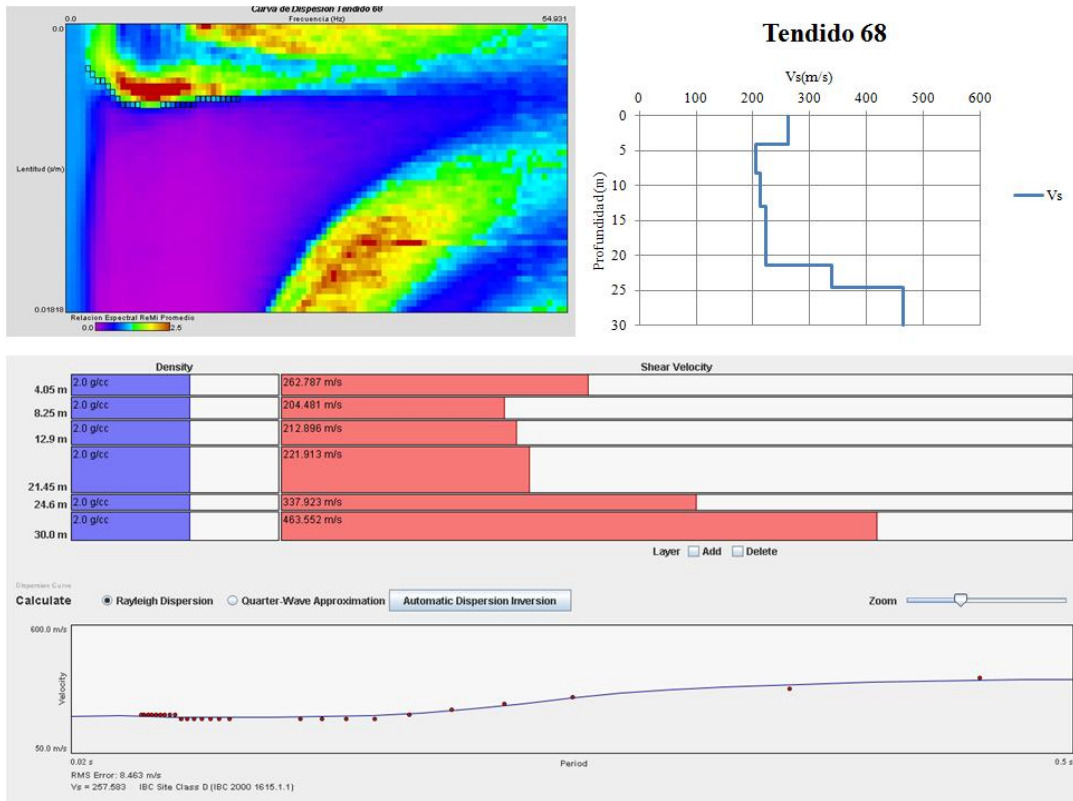 Curva de Dispesión Tendido 68
0.0 Frecuencia (Hz) 54.931
Lentitud (s/m)
0.01818
Relacion Espectral ReMi Promedio
0.0 2.5
Tendido 68
Vs(m/s)
0 100 200 300 400 500 600
0
5
10
15
20
25
30
Profundidad(m)
Vs
Density Shear Velocity
4.05 m 2.0 g/cc 262.787 m/s
8.25 m 2.0 g/cc 204.481 m/s
12.9 m 2.0 g/cc 212.896 m/s
21.45 m 2.0 g/cc 221.913 m/s
24.6 m 2.0 g/cc 337.923 m/s
30.0 m 2.0 g/cc 463.552 m/s
Layer Add Delete
Dispersion Curve
Calculate Rayleigh Dispersion Quarter-Wave Approximation Automatic Dispersion Inversion Zoom
600.0 m/s
Velocity
50.0 m/s
0.02 s Period 0.5 s
RMS Error: 8.463 m/s
Vs = 257.583 IBC Site Class D (IBC 2000 1615.1.1)